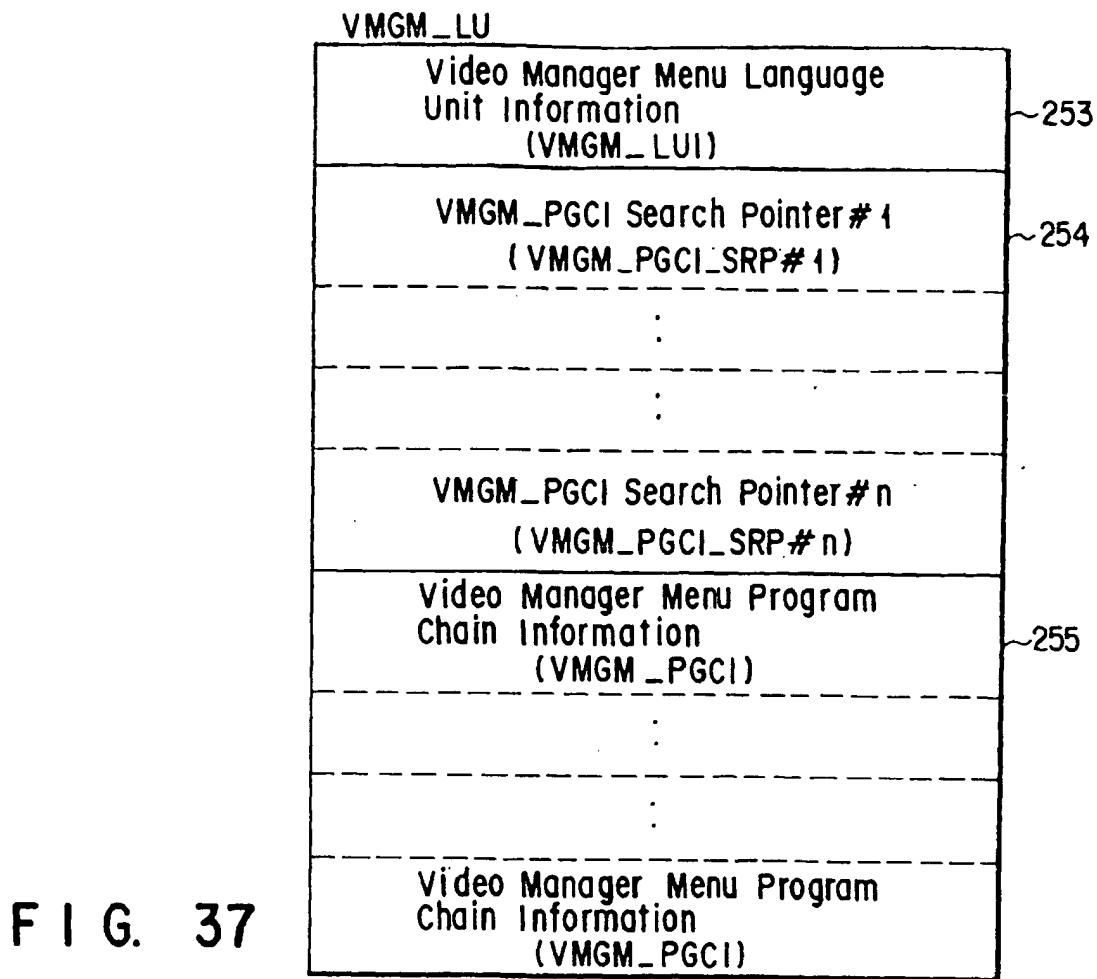 VMGM_LU
Video Manager Menu Language
Unit Information
(VMGM_LUI)
253
VMGM_PGCI Search Pointer#1
(VMGM_PGCI_SRP#1)
254
VMGM_PGCI Search Pointer#n
(VMGM_PGCI_SRP#n)
Video Manager Menu Program
Chain Information
(VMGM_PGCI)
255
Video Manager Menu Program
Chain Information
(VMGM_PGCI)
FIG. 37